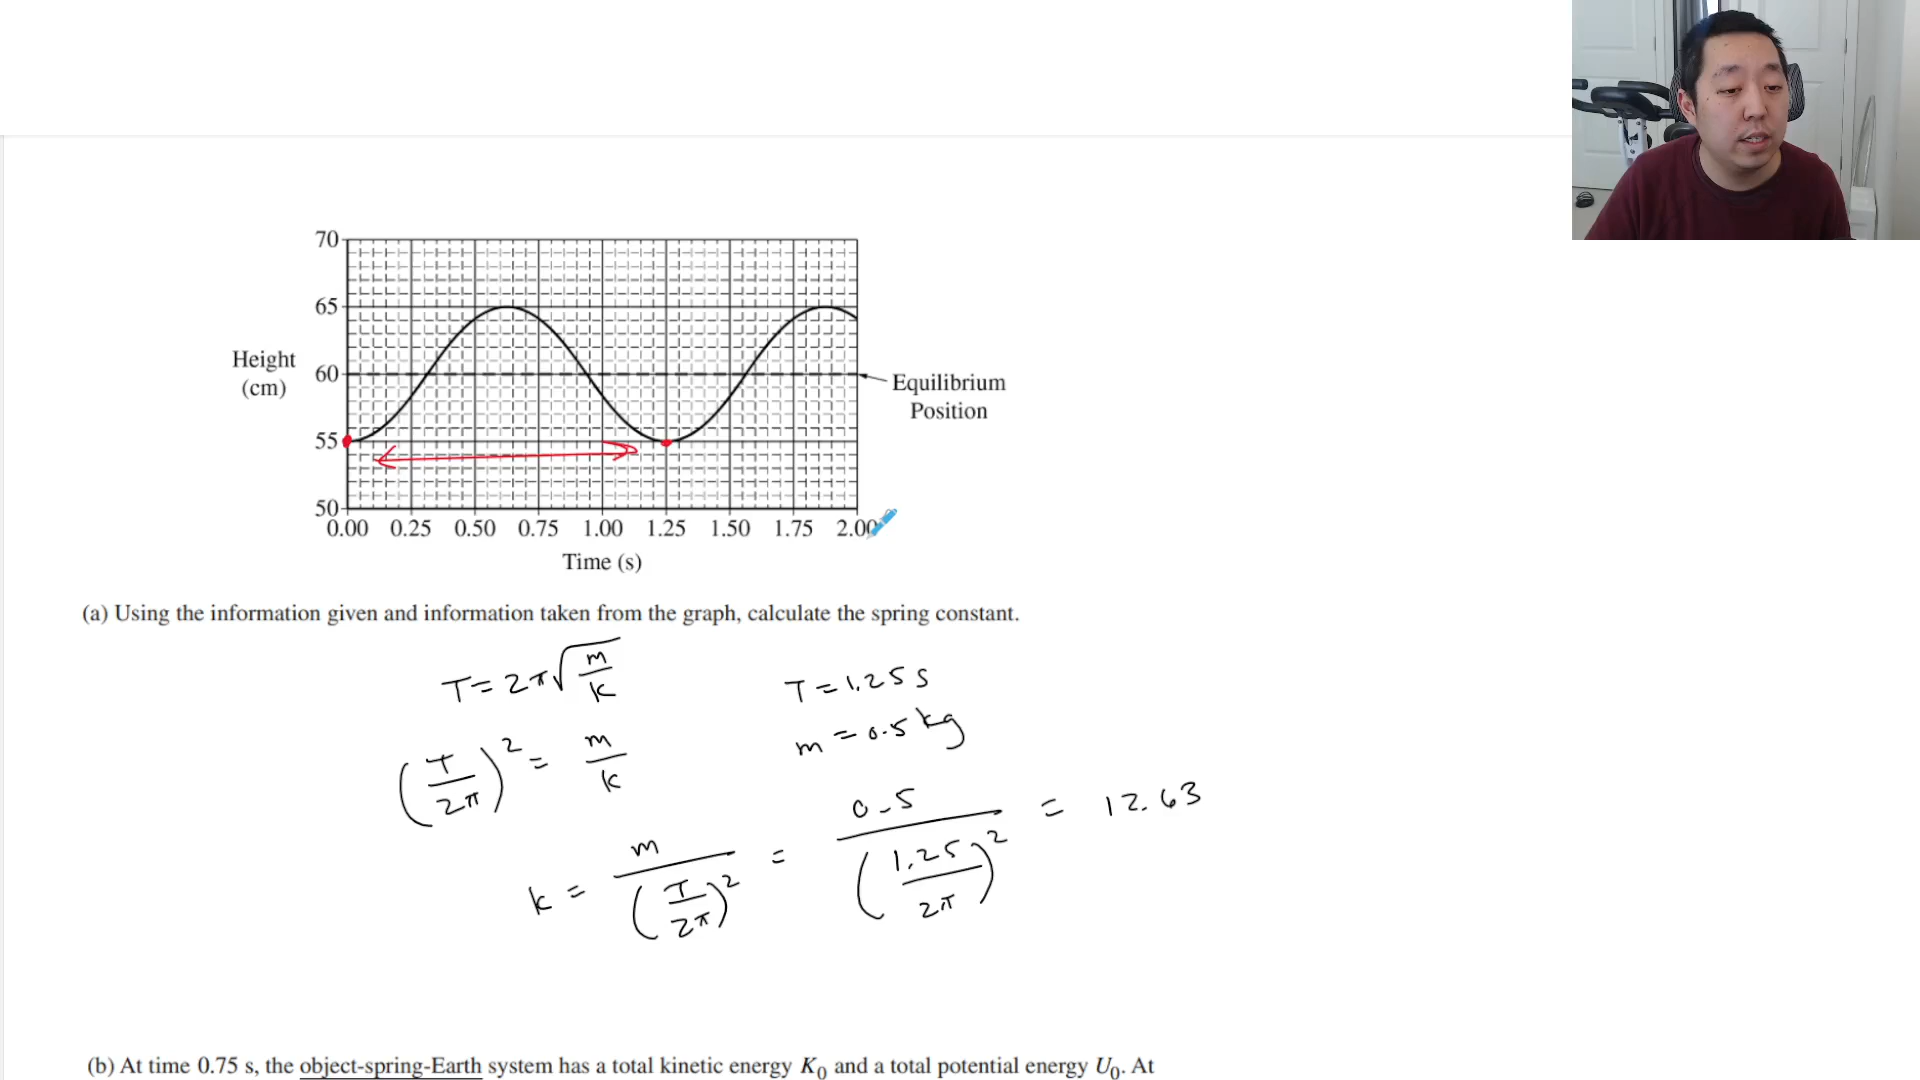 70
65
Height
(cm)
60
Equilibrium
Position
55
50
0.00 0.25 0.50 0.75 1.00 1.25 1.50 1.75 2.00
Time (s)
(a) Using the information given and information taken from the graph, calculate the spring constant.
T = 2π√(m/k)
T = 1.25 s
m = 0.5 kg
(T/2π)² = m/k
k = m/(T/2π)² = 0.5/(1.25/2π)² = 12.63
(b) At time 0.75 s, the object-spring-Earth system has a total kinetic energy K₀ and a total potential energy U₀. At